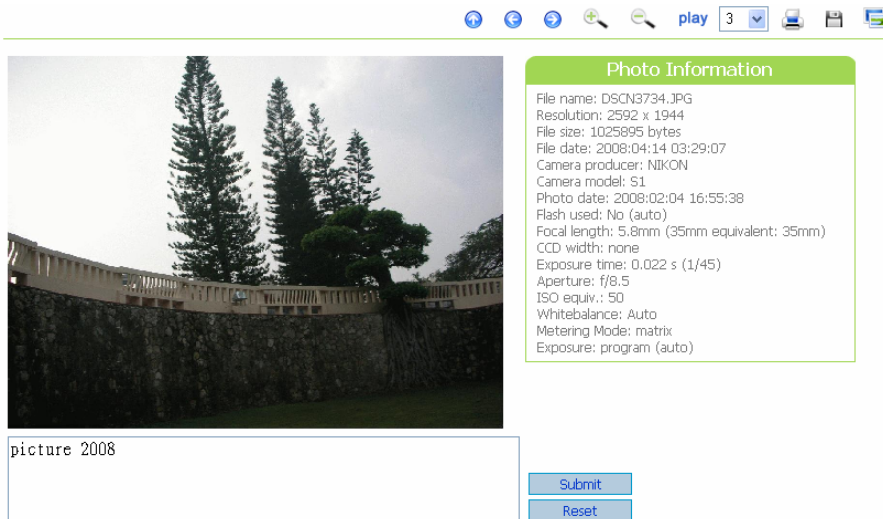 play 3
Photo Information
File name: DSCN3734.JPG
Resolution: 2592 x 1944
File size: 1025895 bytes
File date: 2008:04:14 03:29:07
Camera producer: NIKON
Camera model: S1
Photo date: 2008:02:04 16:55:38
Flash used: No (auto)
Focal length: 5.8mm (35mm equivalent: 35mm)
CCD width: none
Exposure time: 0.022 s (1/45)
Aperture: f/8.5
ISO equiv.: 50
Whitebalance: Auto
Metering Mode: matrix
Exposure: program (auto)
picture 2008
Submit
Reset